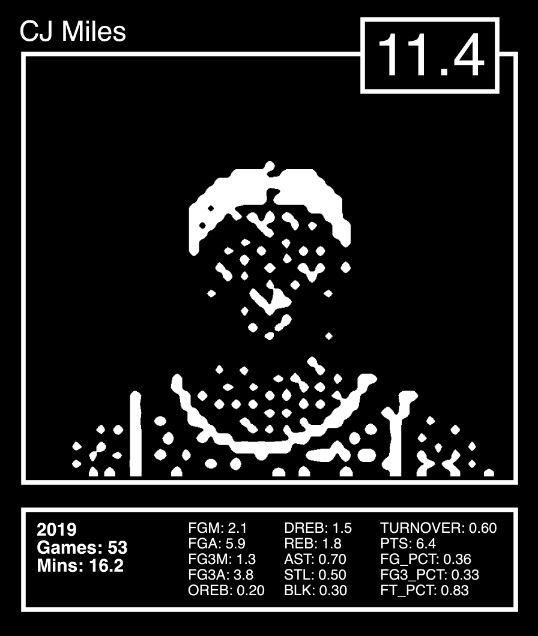 CJ Miles
11.4
2019
Games: 53
Mins: 16.2
FGM: 2.1
FGA: 5.9
FG3M: 1.3
FG3A: 3.8
OREB: 0.20
DREB: 1.5
REB: 1.8
AST: 0.70
STL: 0.50
BLK: 0.30
TURNOVER: 0.60
PTS: 6.4
FG_PCT: 0.36
FG3_PCT: 0.33
FT_PCT: 0.83